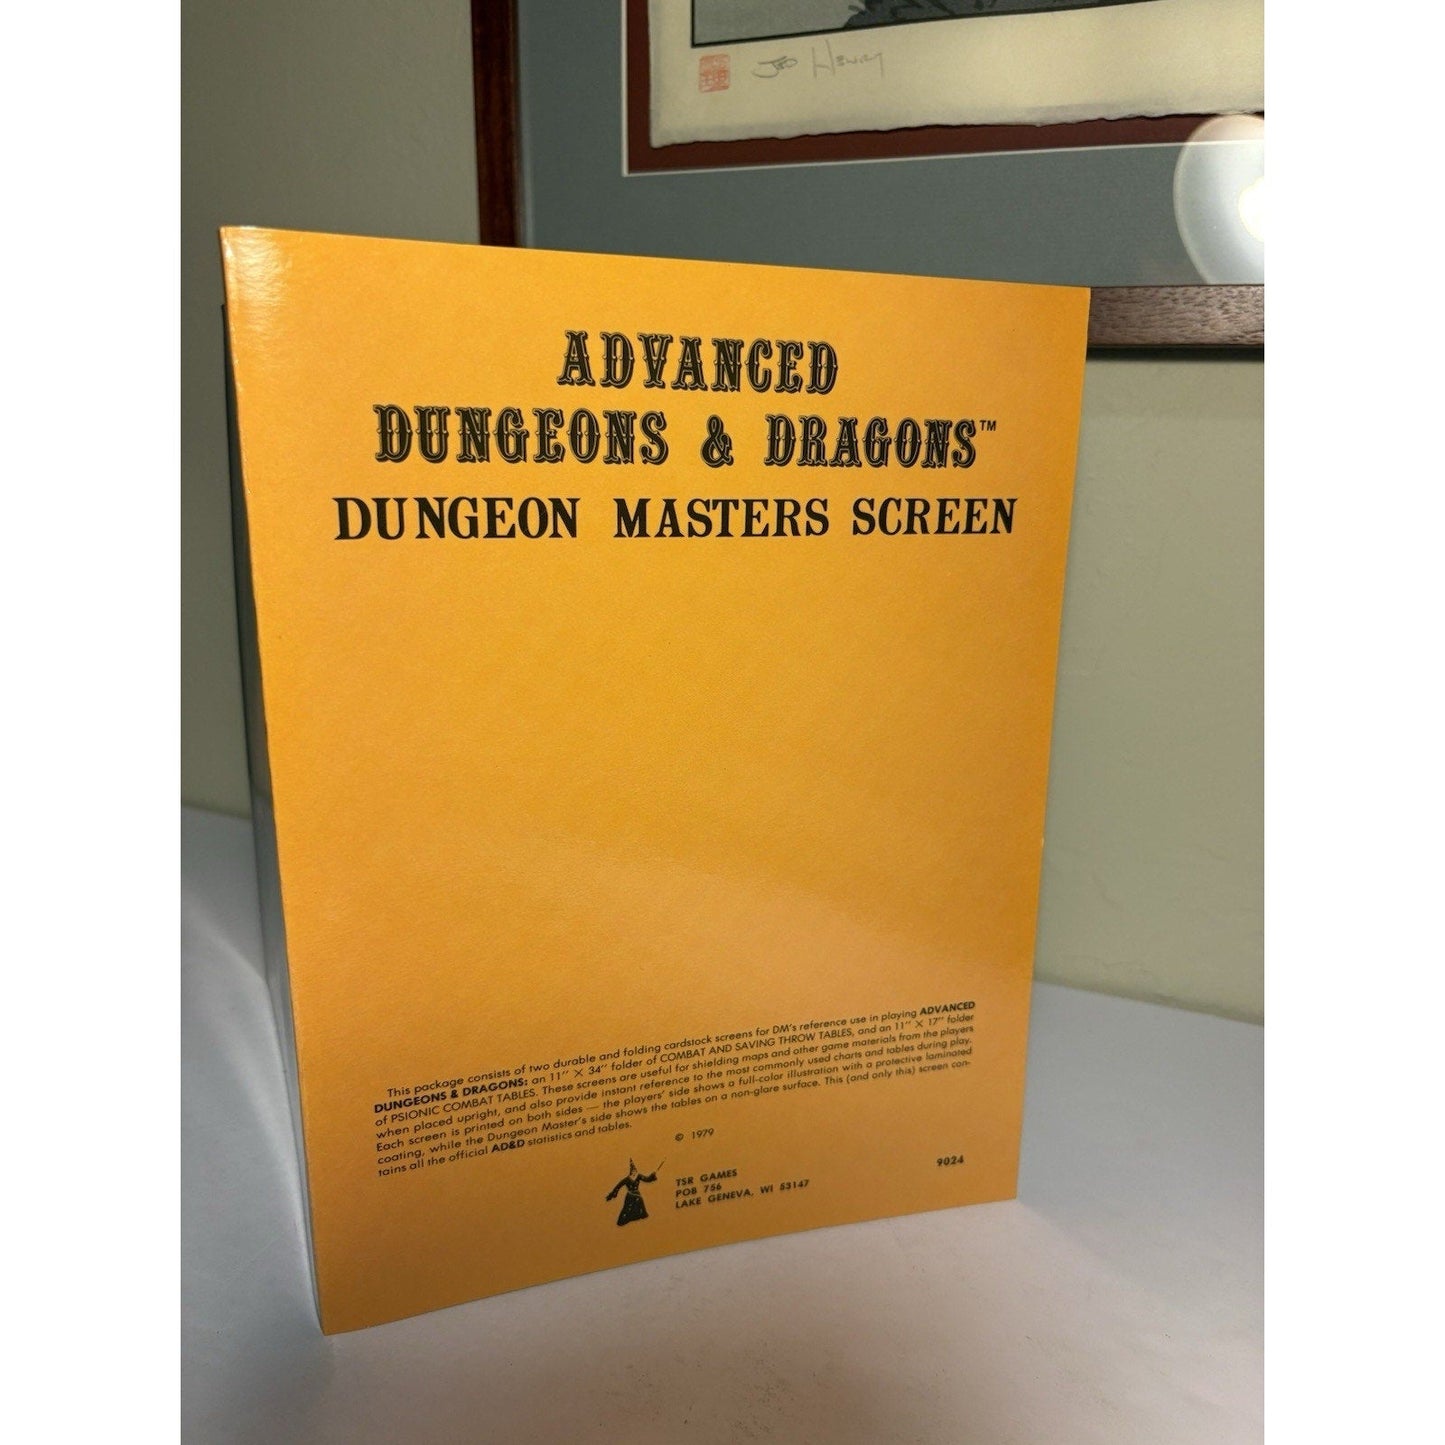 Jed Henry
ADVANCED
DUNGEONS & DRAGONS™
DUNGEON MASTERS SCREEN
This package consists of two durable and folding cardstock screens for DM's reference use in playing ADVANCED
DUNGEONS & DRAGONS: an 11" X 34" folder of COMBAT AND SAVING THROW TABLES, and an 11" X 17" folder
of PSIONIC COMBAT TABLES. These screens are useful for shielding maps and other game materials from the players
when placed upright, and also provide instant reference to the most commonly used charts and tables during play.
Each screen is printed on both sides — the players' side shows a full-color illustration with a protective laminated
coating, while the Dungeon Master's side shows the tables on a non-glare surface. This (and only this) screen con-
tains all the official AD&D statistics and tables.
© 1979
TSR GAMES
POB 756
LAKE GENEVA, WI 53147
9024